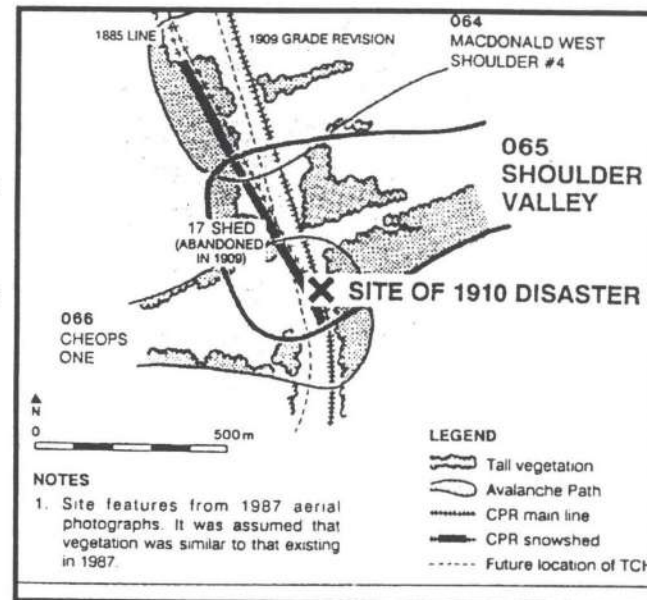 064
1885 LINE
1909 GRADE REVISION
MACDONALD WEST
SHOULDER #4
065
SHOULDER
VALLEY
17 SHED
(ABANDONED
IN 1909)
SITE OF 1910 DISASTER
066
CHEOPS
ONE
N
0 500m
NOTES
1. Site features from 1987 aerial
photographs. It was assumed that
vegetation was similar to that existing
in 1987.
LEGEND
Tall vegetation
Avalanche Path
CPR main line
CPR snowshed
Future location of TCH